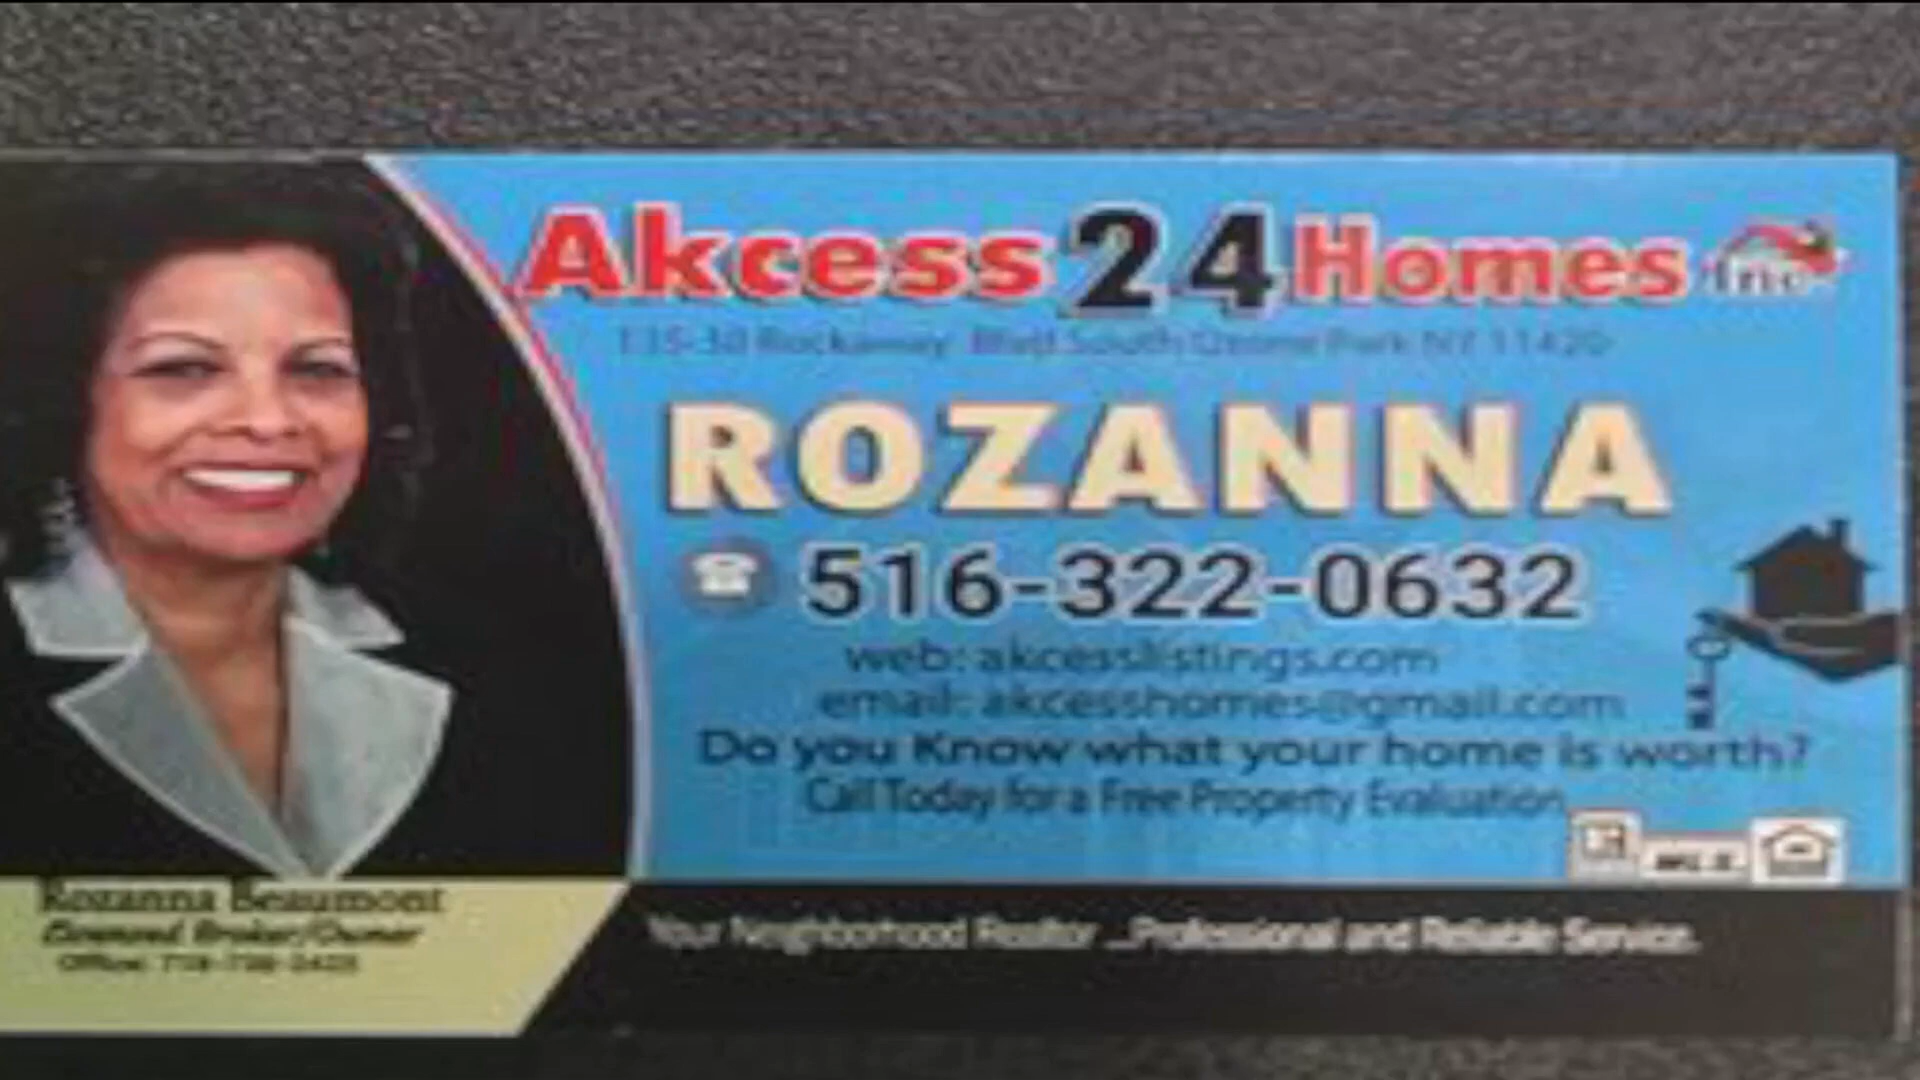 Akcess 24 Homes Inc
135-30 Rockaway Blvd South Ozone Park NY 11420
ROZANNA
516-322-0632
web: akcesslistings.com
email: akcesshomes@gmail.com
Do you Know what your home is worth?
Call Today for a Free Property Evaluation
Rozanna Beaumont
Licensed Broker/Owner
Office:
Your Neighborhood Realtor ...Professional and Reliable Service.